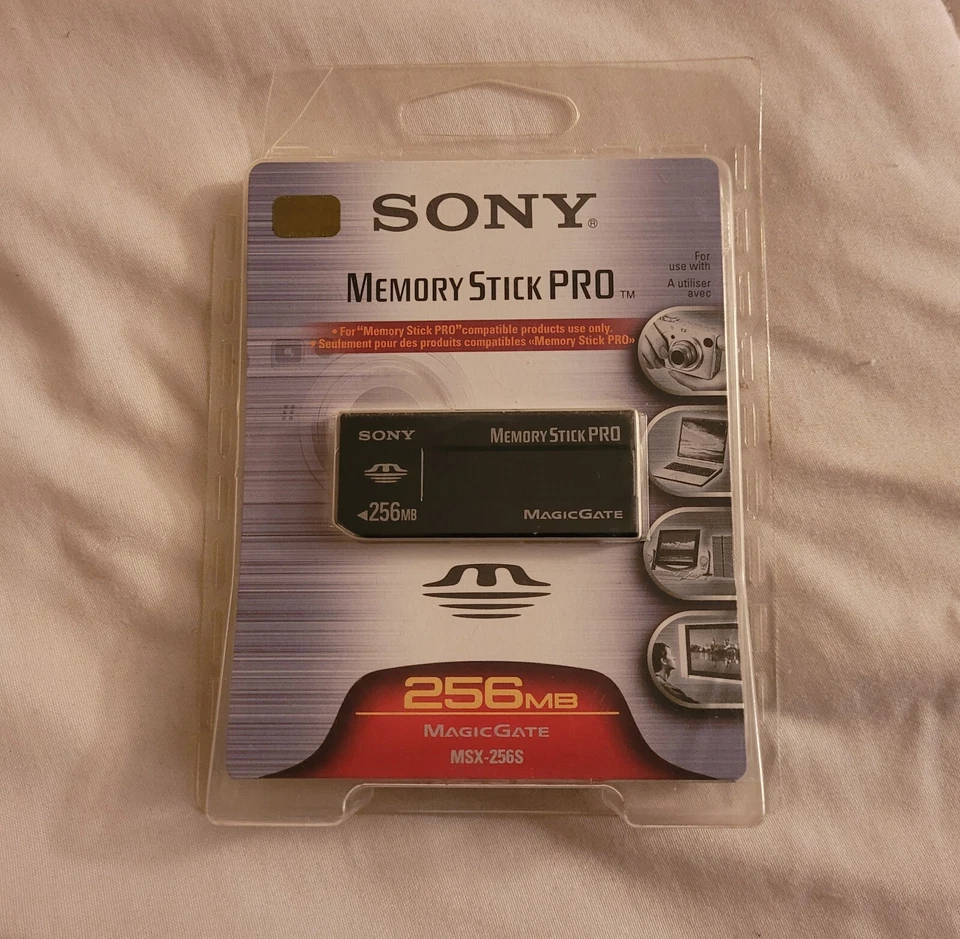 SONY®
MEMORY STICK PRO™
For
use with
A utiliser
avec
• For "Memory Stick PRO" compatible products use only.
• Seulement pour des produits compatibles «Memory Stick PRO»
SONY
MEMORY STICK PRO
◄256MB
MAGICGATE
256MB
MAGICGATE
MSX-256S